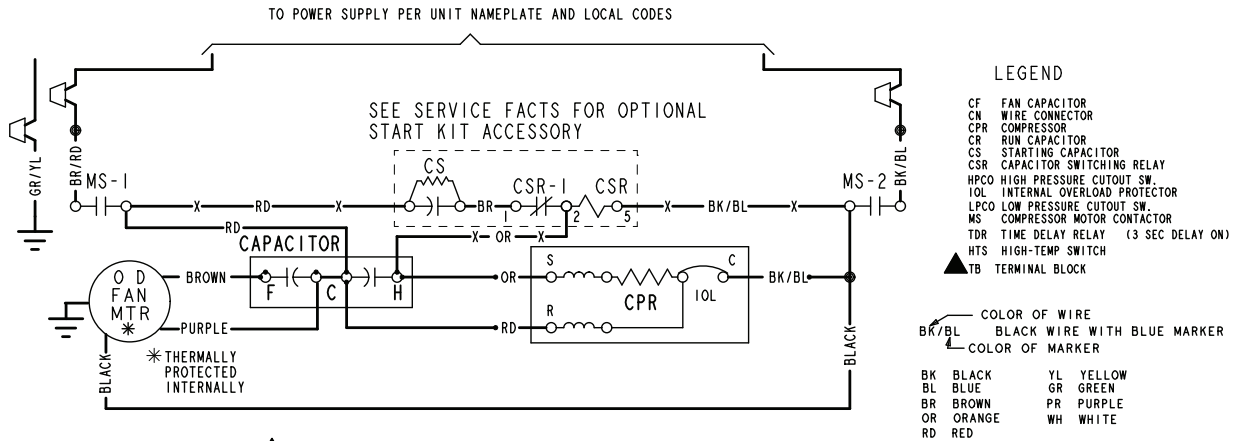 TO POWER SUPPLY PER UNIT NAMEPLATE AND LOCAL CODES
SEE SERVICE FACTS FOR OPTIONAL
START KIT ACCESSORY
GR/YL
BR/RD
BK/BL
MS-1
CS
CSR-1
CSR
MS-2
X RD X
BR
1
2
5
X BK/BL X
RD
X OR X
CAPACITOR
O D
FAN
MTR
*
BROWN
F
C
H
OR
S
CPR
IOL
C
BK/BL
R
RD
PURPLE
BLACK
BLACK
* THERMALLY
PROTECTED
INTERNALLY
LEGEND
CF FAN CAPACITOR
CN WIRE CONNECTOR
CPR COMPRESSOR
CR RUN CAPACITOR
CS STARTING CAPACITOR
CSR CAPACITOR SWITCHING RELAY
HPCO HIGH PRESSURE CUTOUT SW.
IOL INTERNAL OVERLOAD PROTECTOR
LPCO LOW PRESSURE CUTOUT SW.
MS COMPRESSOR MOTOR CONTACTOR
TDR TIME DELAY RELAY (3 SEC DELAY ON)
HTS HIGH-TEMP SWITCH
TB TERMINAL BLOCK
COLOR OF WIRE
BK/BL BLACK WIRE WITH BLUE MARKER
COLOR OF MARKER
BK BLACK YL YELLOW
BL BLUE GR GREEN
BR BROWN PR PURPLE
OR ORANGE WH WHITE
RD RED